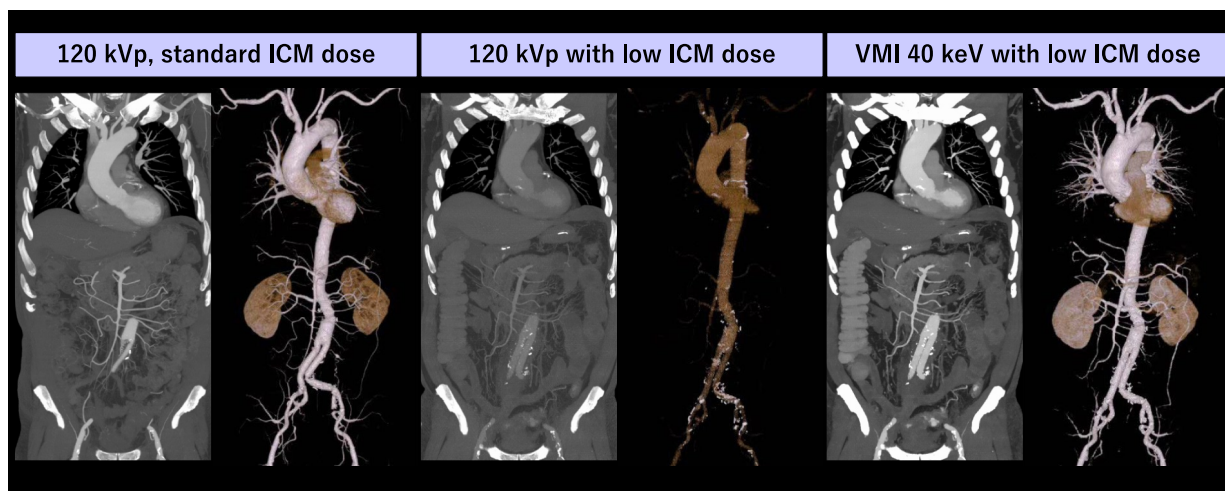 120 kVp, standard ICM dose
120 kVp with low ICM dose
VMI 40 keV with low ICM dose